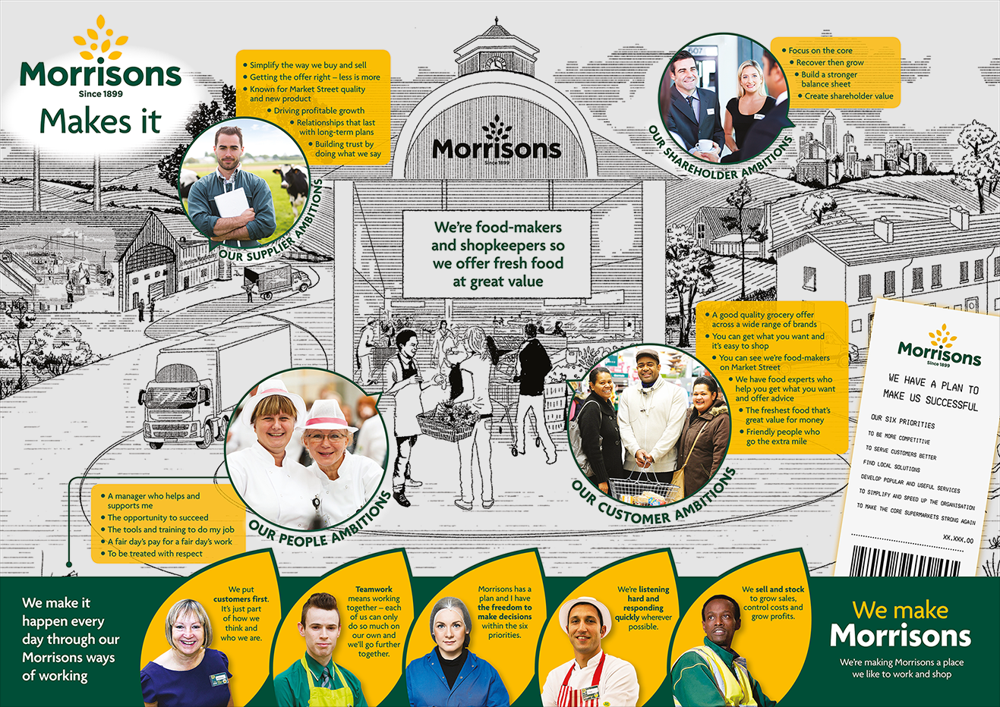 Morrisons
Since 1899
Makes it
• Simplify the way we buy and sell
• Getting the offer right – less is more
• Known for Market Street quality
and new product
• Driving profitable growth
• Relationships that last
with long-term plans
• Building trust by
doing what we say
OUR SUPPLIER AMBITIONS
Morrisons
Since 1899
We're food-makers
and shopkeepers so
we offer fresh food
at great value
• Focus on the core
• Recover then grow
• Build a stronger
balance sheet
• Create shareholder value
607
OUR SHAREHOLDER AMBITIONS
• A good quality grocery offer
across a wide range of brands
• You can get what you want and
it's easy to shop
• You can see we're food-makers
on Market Street
• We have food experts who
help you get what you want
and offer advice
• The freshest food that's
great value for money
• Friendly people who
go the extra mile
OUR CUSTOMER AMBITIONS
Morrisons
Since 1899
WE HAVE A PLAN TO
MAKE US SUCCESSFUL
OUR SIX PRIORITIES
TO BE MORE COMPETITIVE
TO SERVE CUSTOMERS BETTER
FIND LOCAL SOLUTIONS
DEVELOP POPULAR AND USEFUL SERVICES
TO SIMPLIFY AND SPEED UP THE ORGANISATION
TO MAKE THE CORE SUPERMARKETS STRONG AGAIN
XX,XXX.00
• A manager who helps and
supports me
• The opportunity to succeed
• The tools and training to do my job
• A fair day's pay for a fair day's work
• To be treated with respect
OUR PEOPLE AMBITIONS
We make it
happen every
day through our
Morrisons ways
of working
We put
customers first.
It's just part
of how we
think and
who we are.
Teamwork
means working
together – each
of us can only
do so much on
our own and
we'll go further
together.
Morrisons has a
plan and I have
the freedom to
make decisions
within the six
priorities.
We're listening
hard and
responding
quickly wherever
possible.
We sell and stock
to grow sales,
control costs and
grow profits.
We make
Morrisons
We're making Morrisons a place
we like to work and shop